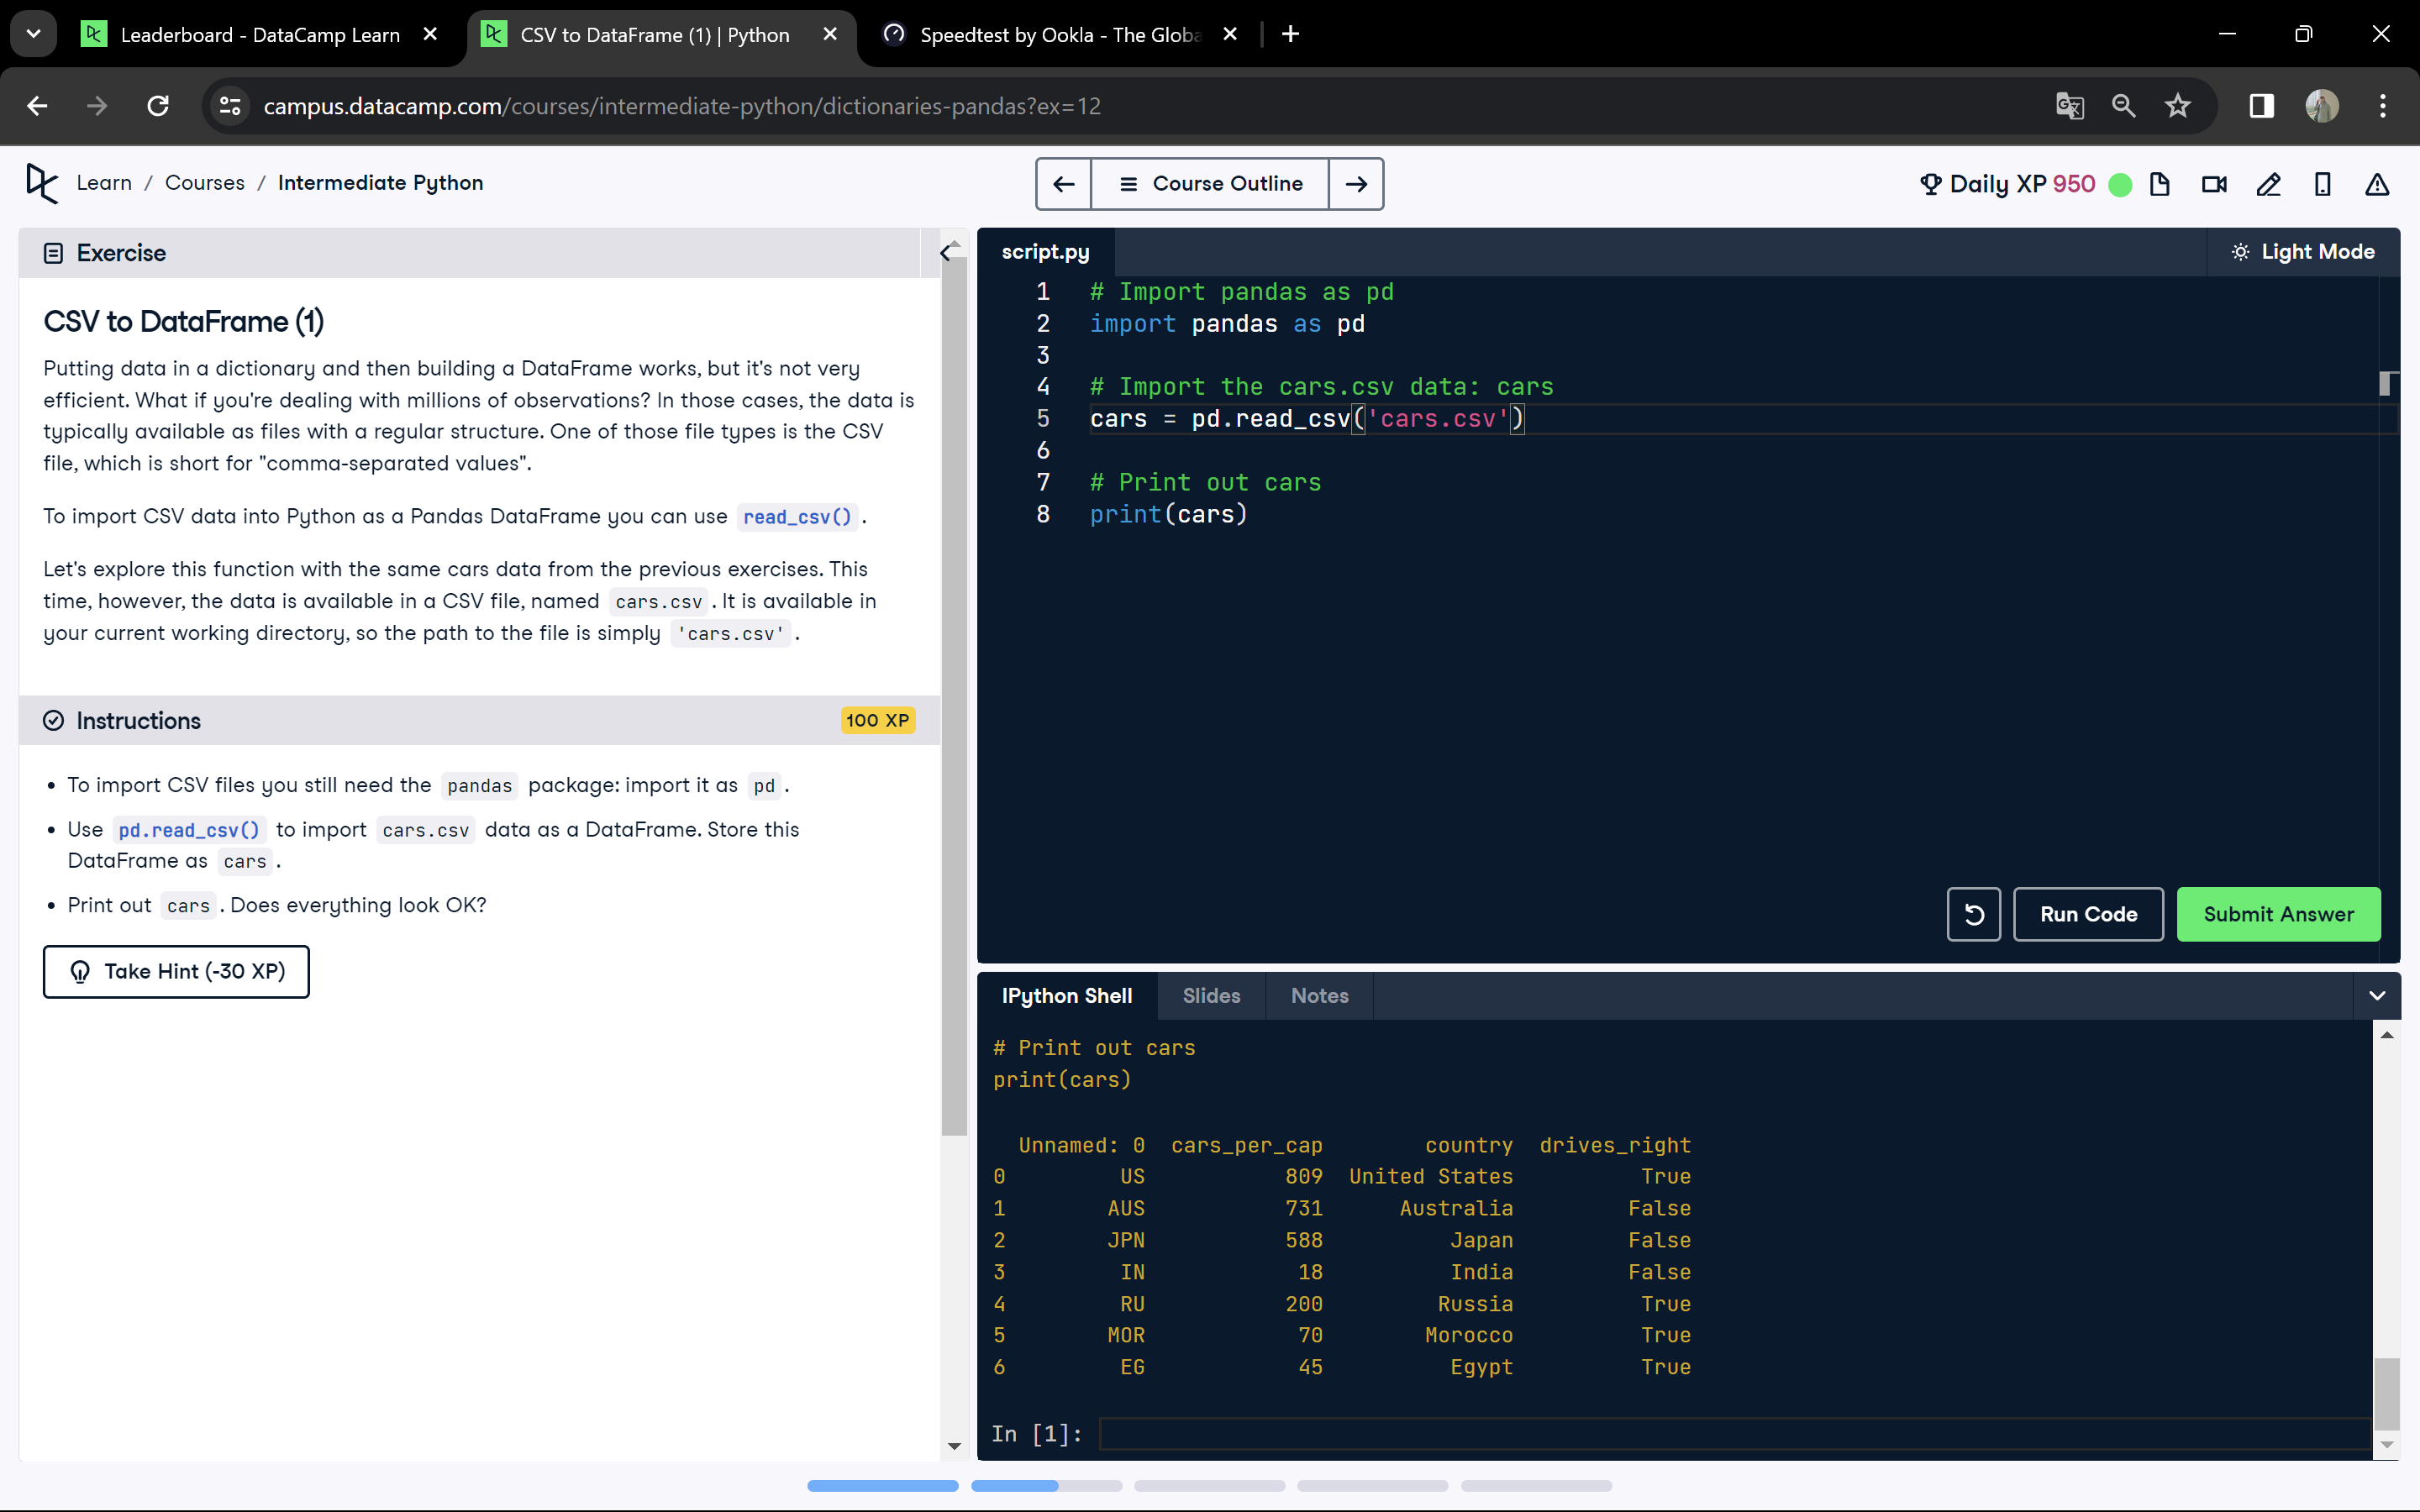 Leaderboard - DataCamp Learn
CSV to DataFrame (1) | Python
Speedtest by Ookla - The Globa
campus.datacamp.com/courses/intermediate-python/dictionaries-pandas?ex=12
Learn / Courses / Intermediate Python
Course Outline
Daily XP 950
Exercise
CSV to DataFrame (1)
Putting data in a dictionary and then building a DataFrame works, but it's not very
efficient. What if you're dealing with millions of observations? In those cases, the data is
typically available as files with a regular structure. One of those file types is the CSV
file, which is short for "comma-separated values".
To import CSV data into Python as a Pandas DataFrame you can use read_csv().
Let's explore this function with the same cars data from the previous exercises. This
time, however, the data is available in a CSV file, named cars.csv. It is available in
your current working directory, so the path to the file is simply 'cars.csv'.
Instructions
100 XP
• To import CSV files you still need the pandas package: import it as pd.
• Use pd.read_csv() to import cars.csv data as a DataFrame. Store this
DataFrame as cars.
• Print out cars. Does everything look OK?
Take Hint (-30 XP)
script.py
Light Mode
1 # Import pandas as pd
2 import pandas as pd
3
4 # Import the cars.csv data: cars
5 cars = pd.read_csv('cars.csv')
6
7 # Print out cars
8 print(cars)
Run Code
Submit Answer
IPython Shell
Slides
Notes
# Print out cars
print(cars)
Unnamed: 0 cars_per_cap country drives_right
0 US 809 United States True
1 AUS 731 Australia False
2 JPN 588 Japan False
3 IN 18 India False
4 RU 200 Russia True
5 MOR 70 Morocco True
6 EG 45 Egypt True
In [1]: